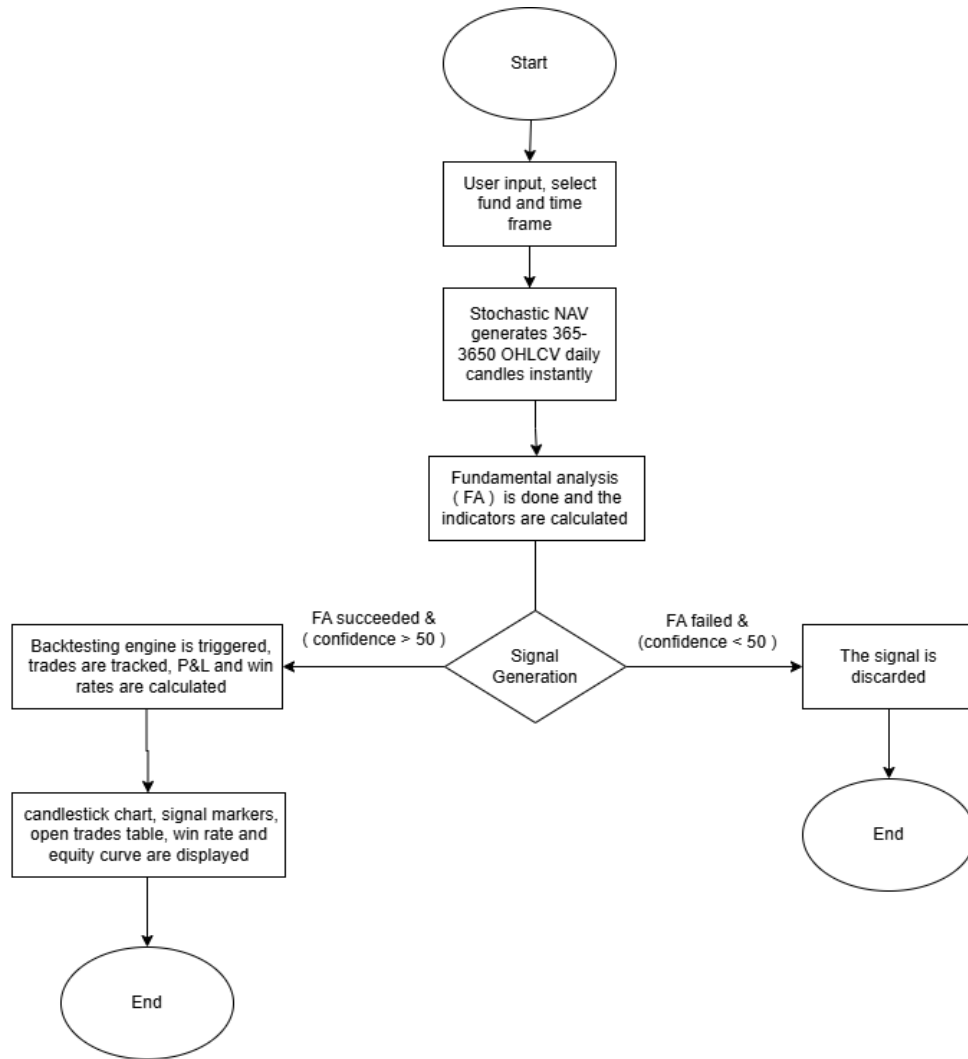 Start
User input, select
fund and time
frame
Stochastic NAV
generates 365-
3650 OHLCV daily
candles instantly
Fundamental analysis
( FA ) is done and the
indicators are calculated
FA succeeded &
( confidence > 50 )
FA failed &
(confidence < 50 )
Signal
Generation
Backtesting engine is triggered,
trades are tracked, P&L and win
rates are calculated
The signal is
discarded
candlestick chart, signal markers,
open trades table, win rate and
equity curve are displayed
End
End